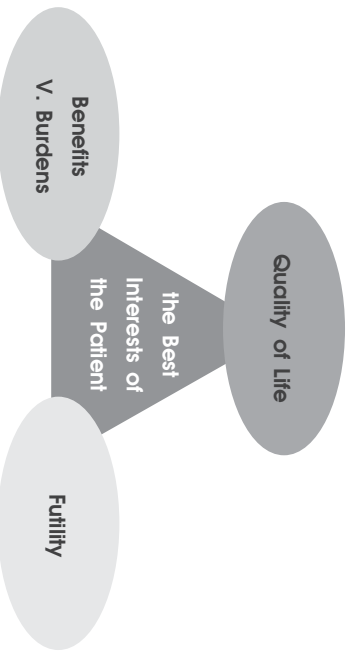 Quality of Life
the Best
Interests of
the Patient
Benefits
V. Burdens
Futility